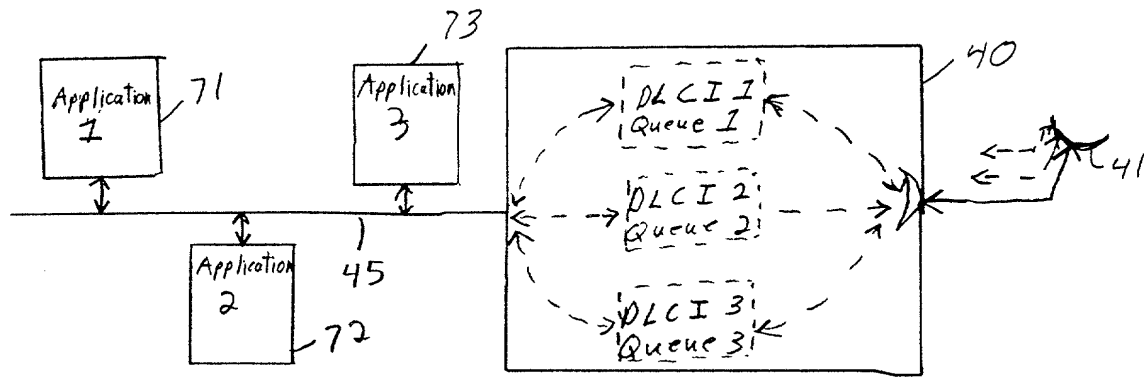 73
40
Application
1
71
Application
3
DLCI 1
Queue 1
41
DLCI 2
Queue 2
Application
2
45
72
DLCI 3
Queue 3